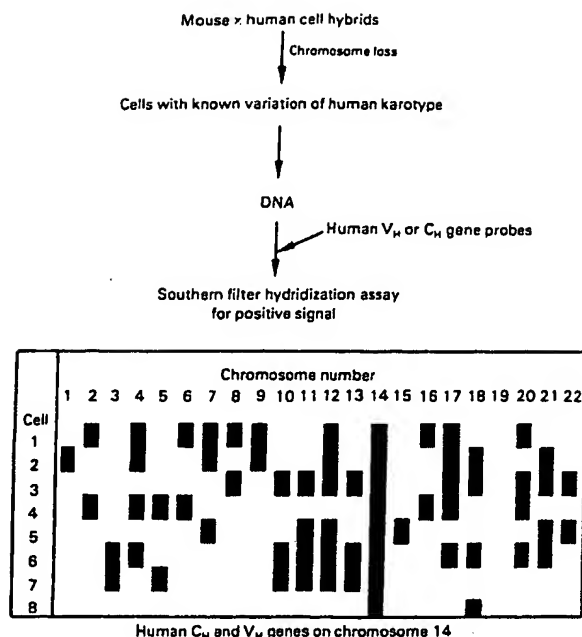 Mouse × human cell hybrids
Chromosome loss
Cells with known variation of human karotype
DNA
Human VH or CH gene probes
Southern filter hydridization assay
for positive signal
Chromosome number
1 2 3 4 5 6 7 8 9 10 11 12 13 14 15 16 17 18 19 20 21 22
Cell
1
2
3
4
5
6
7
8
Human CH and VH genes on chromosome 14